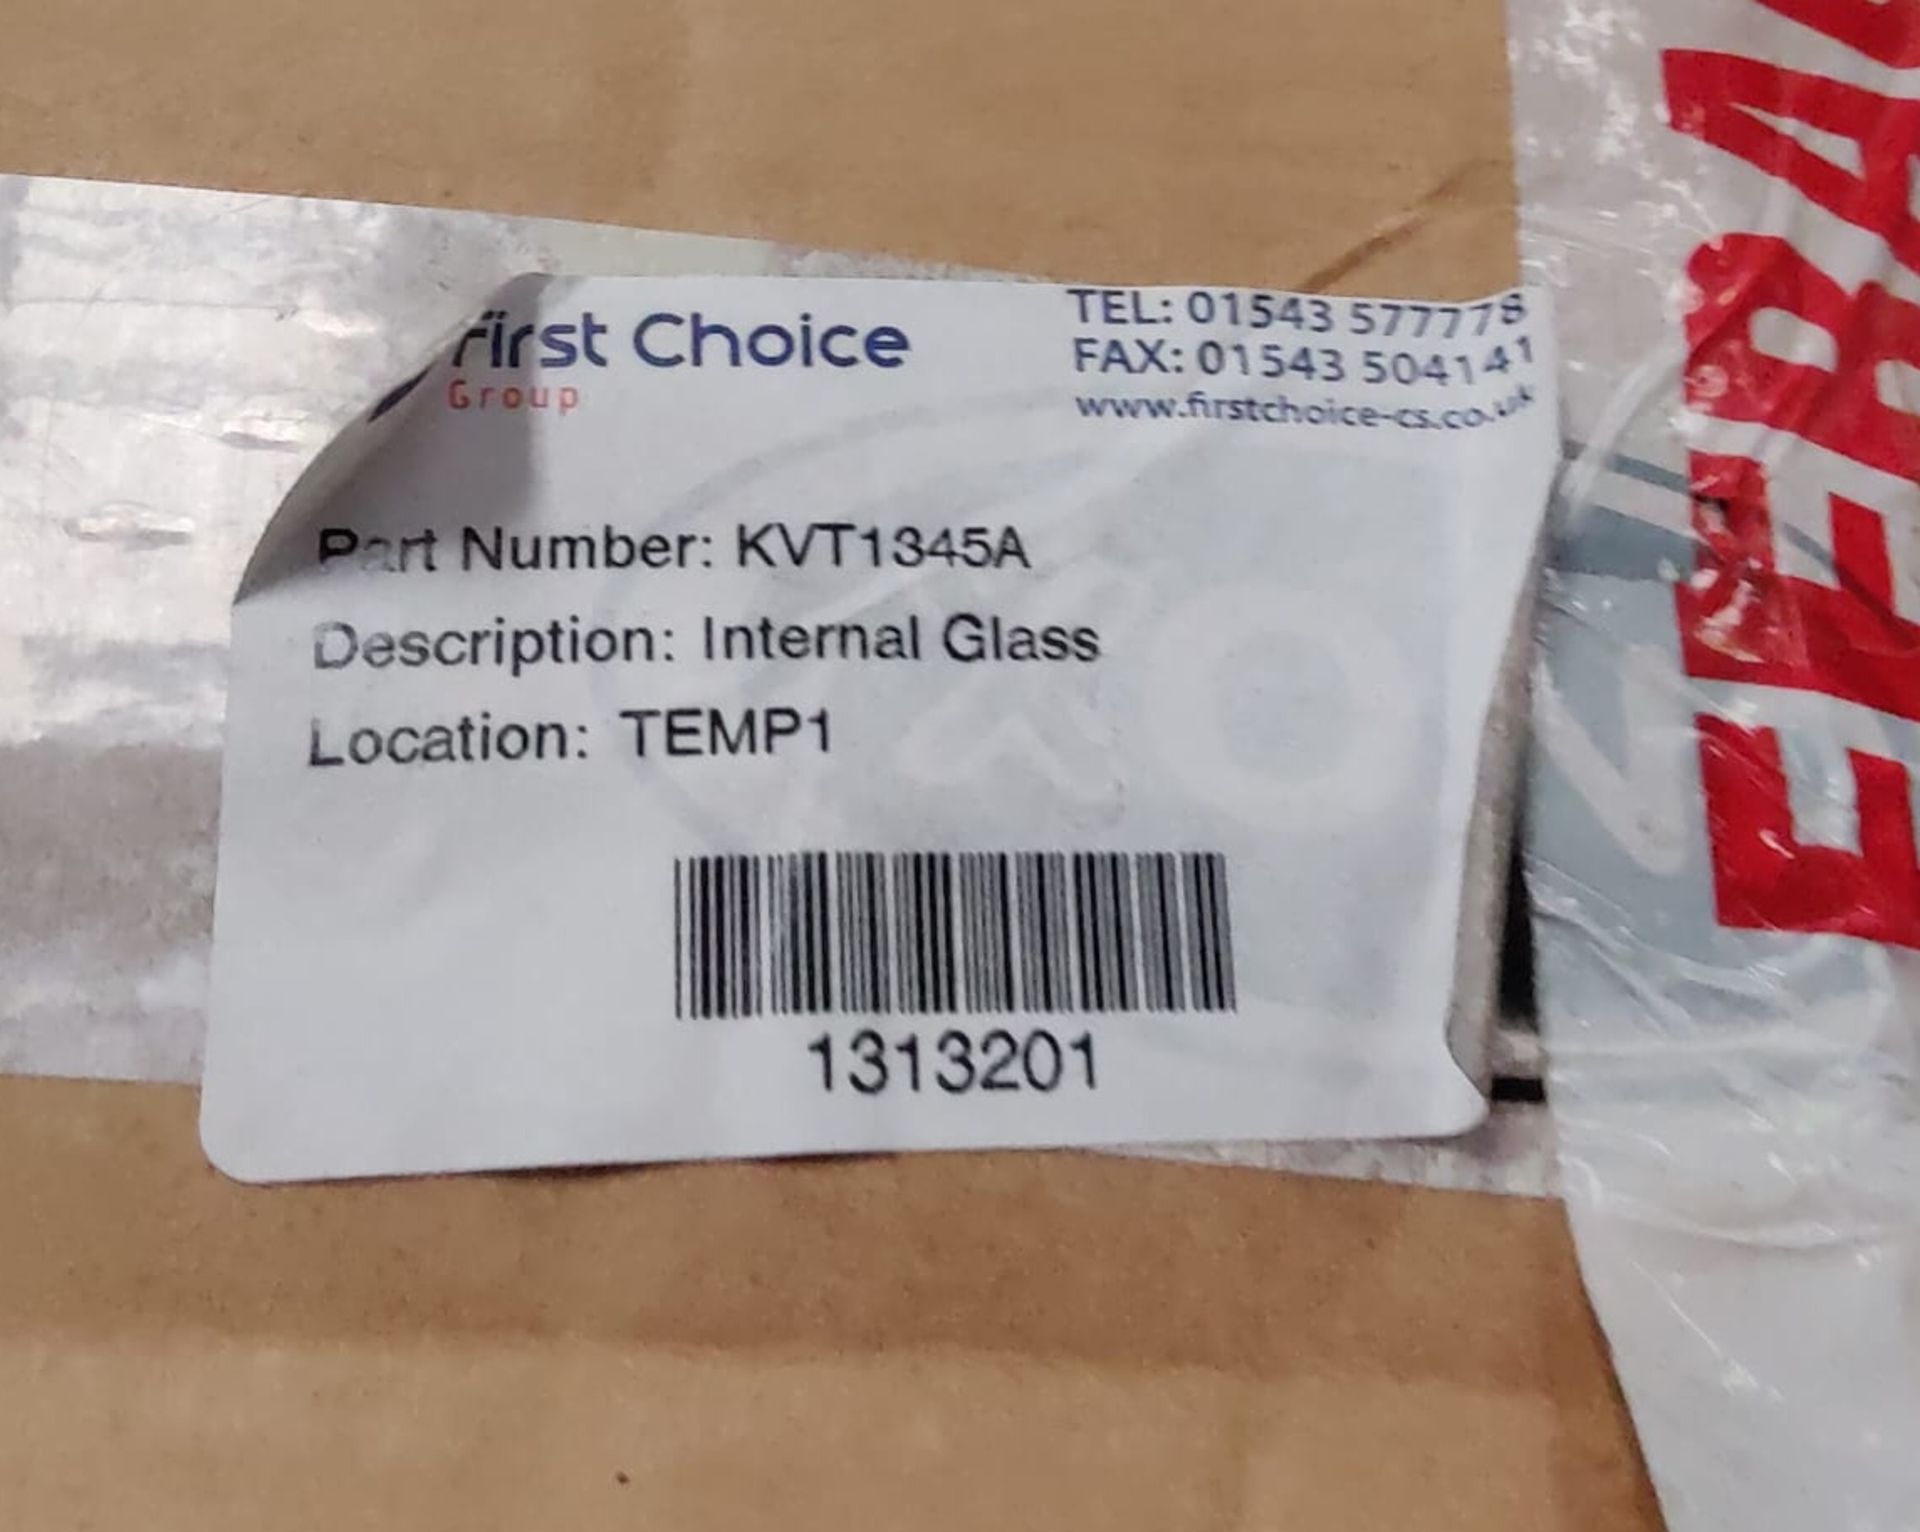 First Choice
Group
TEL: 01543 577778
FAX: 01543 504141
www.firstchoice-cs.co.uk
Part Number: KVT1345A
Description: Internal Glass
Location: TEMP1
1313201